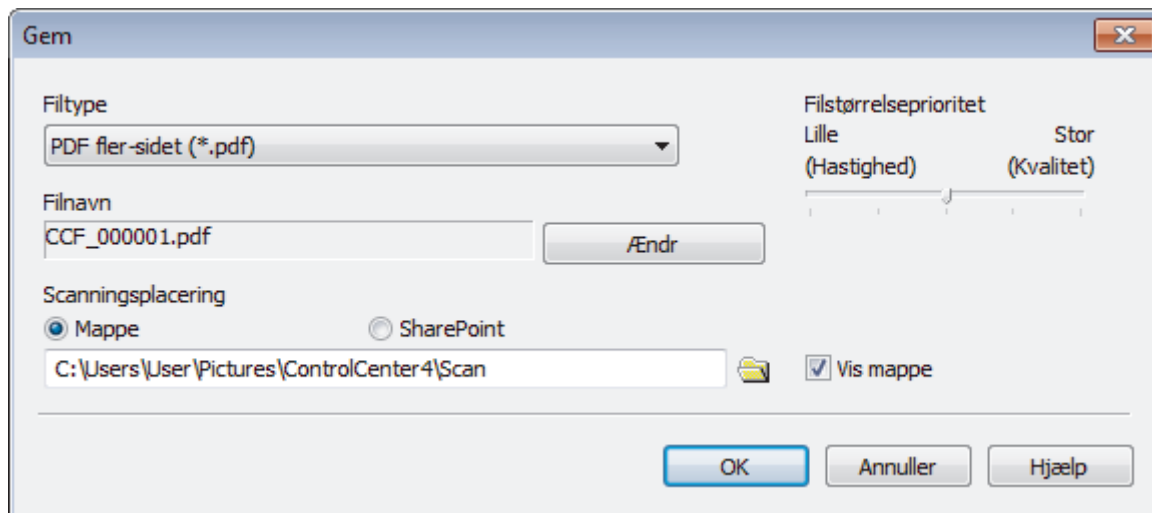 Gem
Filtype
PDF fler-sidet (*.pdf)
Filnavn
CCF_000001.pdf
Ændr
Scanningsplacering
Mappe
SharePoint
C:\Users\User\Pictures\ControlCenter4\Scan
Filstørrelseprioritet
Lille Stor
(Hastighed) (Kvalitet)
Vis mappe
OK Annuller Hjælp